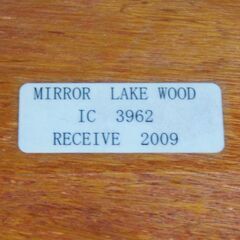 MIRROR LAKE WOOD
IC 3962
RECEIVE 2009